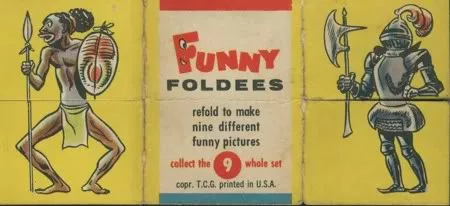 FUNNY
FOLDEES
refold to make
nine different
funny pictures
collect the 9 whole set
copr. T.C.G. printed in U.S.A.